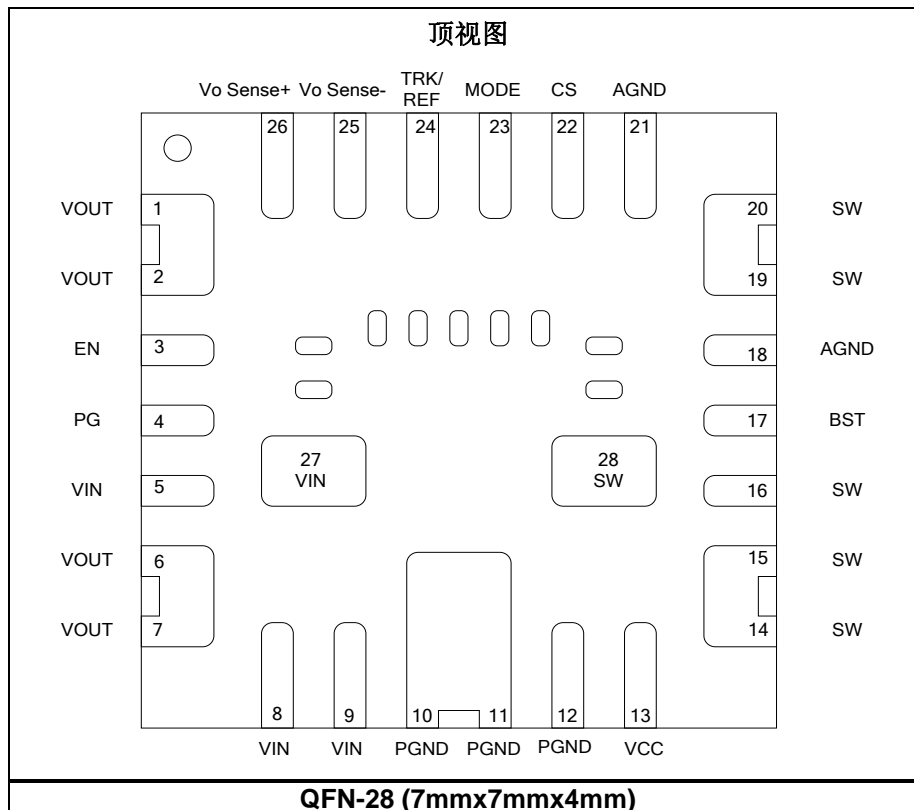 顶视图
Vo Sense+ Vo Sense- TRK/ REF MODE CS AGND
26 25 24 23 22 21
VOUT 1 20 SW
VOUT 2 19 SW
EN 3 18 AGND
PG 4 17 BST
27 VIN 28 SW
VIN 5 16 SW
VOUT 6 15 SW
VOUT 7 14 SW
8 9 10 11 12 13
VIN VIN PGND PGND PGND VCC
QFN-28 (7mmx7mmx4mm)